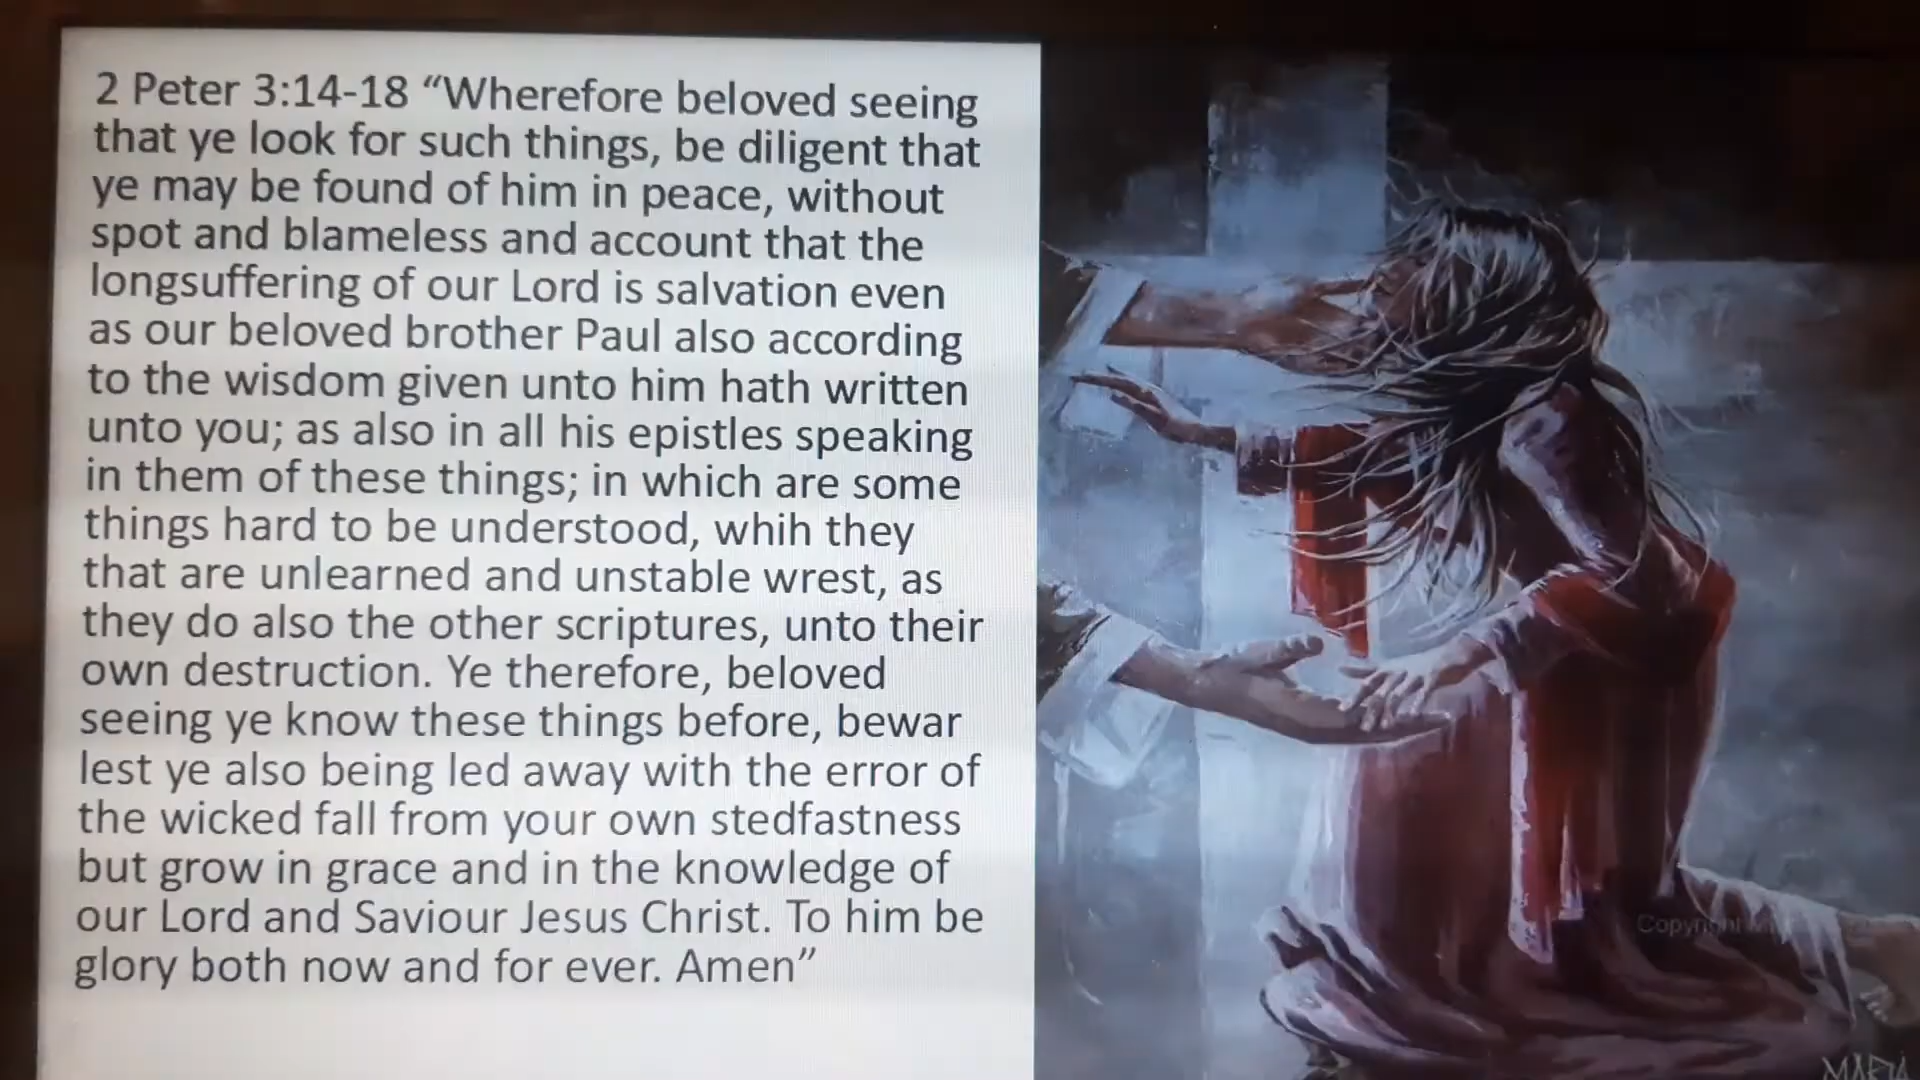 2 Peter 3:14-18 “Wherefore beloved seeing
that ye look for such things, be diligent that
ye may be found of him in peace, without
spot and blameless and account that the
longsuffering of our Lord is salvation even
as our beloved brother Paul also according
to the wisdom given unto him hath written
unto you; as also in all his epistles speaking
in them of these things; in which are some
things hard to be understood, whih they
that are unlearned and unstable wrest, as
they do also the other scriptures, unto their
own destruction. Ye therefore, beloved
seeing ye know these things before, bewar
lest ye also being led away with the error of
the wicked fall from your own stedfastness
but grow in grace and in the knowledge of
our Lord and Saviour Jesus Christ. To him be
glory both now and for ever. Amen”
Copyright